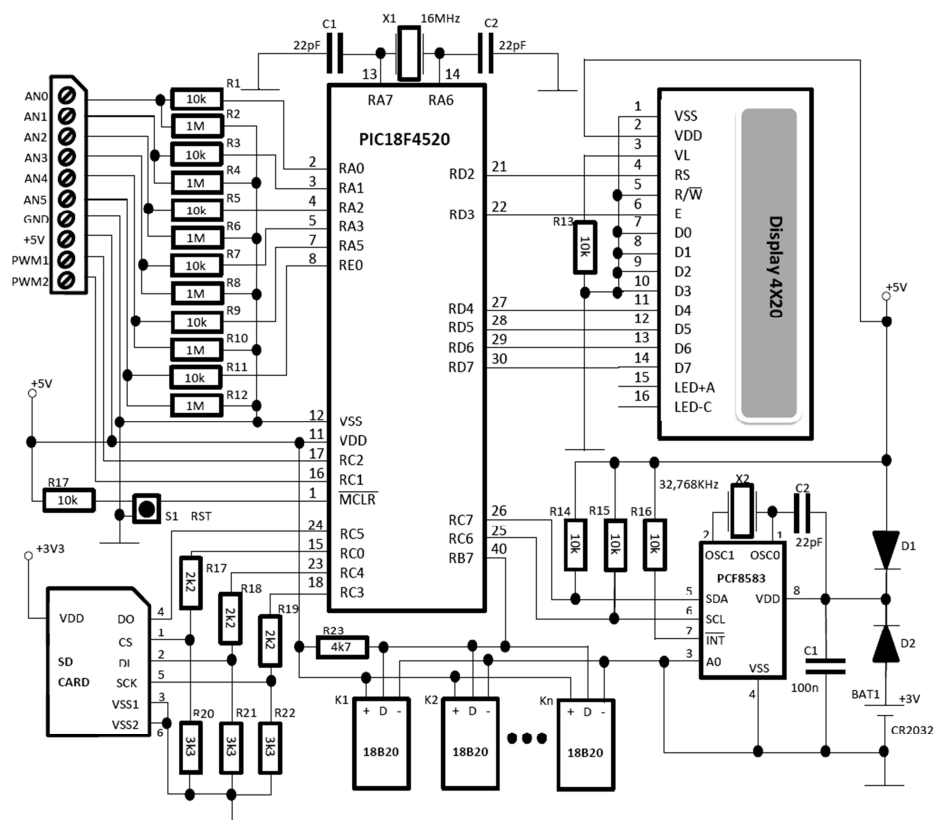 C1
X1
16MHz
C2
22pF
22pF
13
14
RA7
RA6
PIC18F4520
AN0
AN1
AN2
AN3
AN4
AN5
GND
+5V
PWM1
PWM2
R1
10k
R2
1M
R3
10k
R4
1M
R5
10k
R6
1M
R7
10k
R8
1M
R9
10k
R10
1M
R11
10k
R12
1M
2 RA0
3 RA1
4 RA2
5 RA3
7 RA5
8 RE0
12 VSS
11 VDD
17 RC2
16 RC1
1 MCLR
24 RC5
15 RC0
23 RC4
18 RC3
RD2 21
RD3 22
RD4 27
RD5 28
RD6 29
RD7 30
RC7 26
RC6 25
RB7 40
R13
10k
1 VSS
2 VDD
3 VL
4 RS
5 R/W
6 E
7 D0
8 D1
9 D2
10 D3
11 D4
12 D5
13 D6
14 D7
15 LED+A
16 LED-C
Display 4X20
+5V
+5V
R17
10k
S1 RST
+3V3
R17
2k2
R18
2k2
R19
2k2
VDD
SD
CARD
DO 4
CS 1
DI 2
SCK 5
VSS1 3
VSS2 6
R20
3k3
R21
3k3
R22
3k3
R23
4k7
K1
+ D -
18B20
K2
+ D -
18B20
Kn
+ D -
18B20
R14
10k
R15
10k
R16
10k
32,768KHz
X2
C2
22pF
2
1
OSC1
OSC0
PCF8583
5 SDA
6 SCL
7 INT
3 A0
VDD 8
VSS
4
C1
100n
D1
D2
BAT1
+3V
CR2032